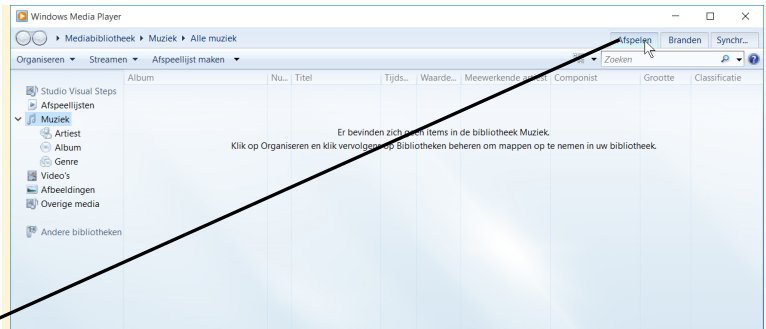 Windows Media Player
Mediabibliotheek Muziek Alle muziek
Afspelen Branden Synchr...
Organiseren Streamen Afspeellijst maken
Zoeken
Album Nu... Titel Tijds... Waarde... Meewerkende artiest Componist Grootte Classificatie
Studio Visual Steps
Afspeellijsten
Muziek
Artiest
Album
Genre
Video's
Afbeeldingen
Overige media
Andere bibliotheken
Er bevinden zich geen items in de bibliotheek Muziek.
Klik op Organiseren en klik vervolgens op Bibliotheken beheren om mappen op te nemen in uw bibliotheek.